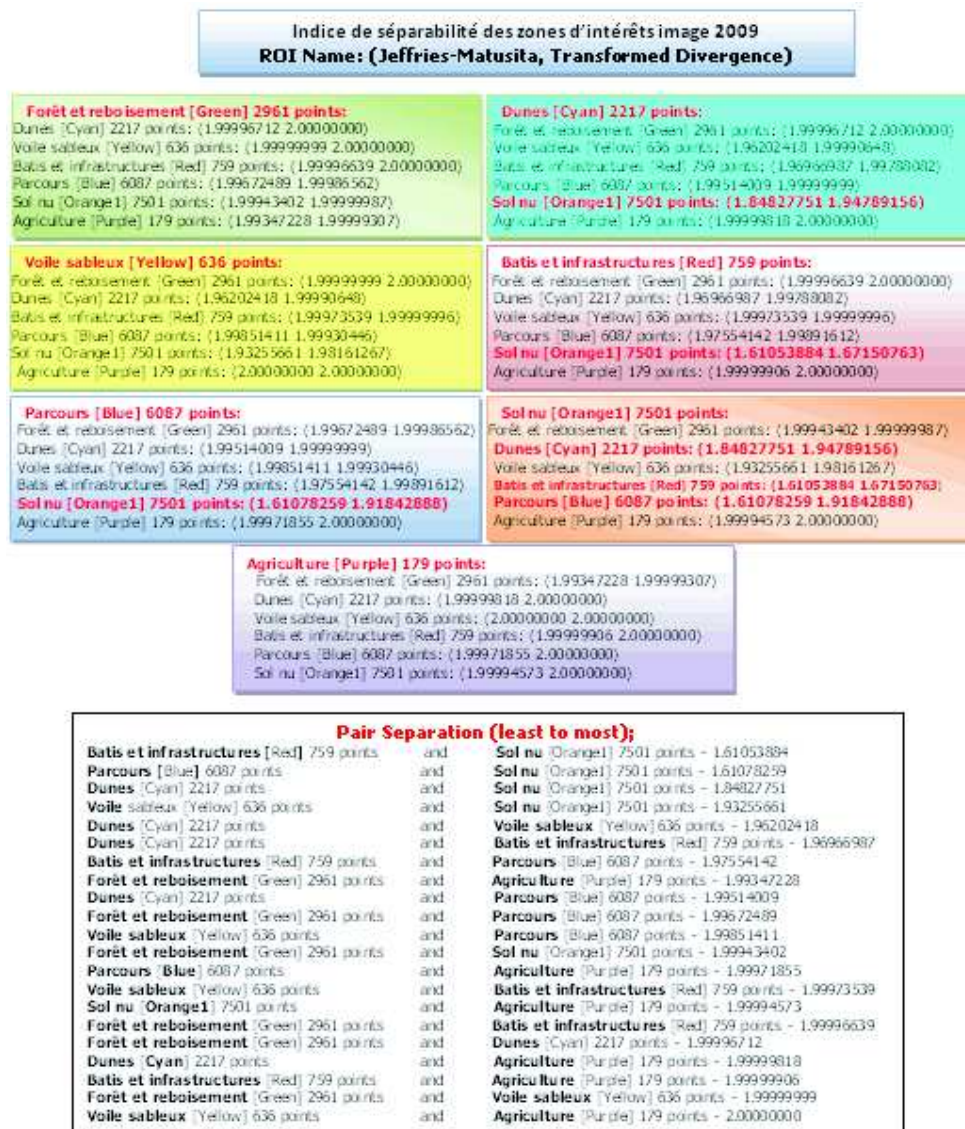 Indice de séparabilité des zones d'intérêts image 2009
ROI Name: (Jeffries-Matusita, Transformed Divergence)
Forêt et reboisement [Green] 2961 points:
Dunes [Cyan] 2217 points: (1.99996712 2.00000000)
Voile sableux [Yellow] 636 points: (1.99999999 2.00000000)
Batis et infrastructures [Red] 759 points: (1.99996639 2.00000000)
Parcours [Blue] 6087 points: (1.99672489 1.99986562)
Sol nu [Orange1] 7501 points: (1.99943402 1.99999987)
Agriculture [Purple] 179 points: (1.99347228 1.99999307)
Dunes [Cyan] 2217 points:
Forêt et reboisement [Green] 2961 points: (1.99996712 2.00000000)
Voile sableux [Yellow] 636 points: (1.96202418 1.99990648)
Batis et infrastructures [Red] 759 points: (1.96966987 1.99788082)
Parcours [Blue] 6087 points: (1.99514009 1.99999999)
Sol nu [Orange1] 7501 points: (1.84827751 1.94789156)
Agriculture [Purple] 179 points: (1.99999818 2.00000000)
Voile sableux [Yellow] 636 points:
Forêt et reboisement [Green] 2961 points: (1.99999999 2.00000000)
Dunes [Cyan] 2217 points: (1.96202418 1.99990648)
Batis et infrastructures [Red] 759 points: (1.99973539 1.99999996)
Parcours [Blue] 6087 points: (1.99851411 1.99930446)
Sol nu [Orange1] 7501 points: (1.93255661 1.98161267)
Agriculture [Purple] 179 points: (2.00000000 2.00000000)
Batis et infrastructures [Red] 759 points:
Forêt et reboisement [Green] 2961 points: (1.99996639 2.00000000)
Dunes [Cyan] 2217 points: (1.96966987 1.99788082)
Voile sableux [Yellow] 636 points: (1.99973539 1.99999996)
Parcours [Blue] 6087 points: (1.97554142 1.99891612)
Sol nu [Orange1] 7501 points: (1.61053884 1.67150763)
Agriculture [Purple] 179 points: (1.99999906 2.00000000)
Parcours [Blue] 6087 points:
Forêt et reboisement [Green] 2961 points: (1.99672489 1.99986562)
Dunes [Cyan] 2217 points: (1.99514009 1.99999999)
Voile sableux [Yellow] 636 points: (1.99851411 1.99930446)
Batis et infrastructures [Red] 759 points: (1.97554142 1.99891612)
Sol nu [Orange1] 7501 points: (1.61078259 1.91842888)
Agriculture [Purple] 179 points: (1.99971855 2.00000000)
Sol nu [Orange1] 7501 points:
Forêt et reboisement [Green] 2961 points: (1.99943402 1.99999987)
Dunes [Cyan] 2217 points: (1.84827751 1.94789156)
Voile sableux [Yellow] 636 points: (1.93255661 1.98161267)
Batis et infrastructures [Red] 759 points: (1.61053884 1.67150763)
Parcours [Blue] 6087 points: (1.61078259 1.91842888)
Agriculture [Purple] 179 points: (1.99994573 2.00000000)
Agriculture [Purple] 179 points:
Forêt et reboisement [Green] 2961 points: (1.99347228 1.99999307)
Dunes [Cyan] 2217 points: (1.99999818 2.00000000)
Voile sableux [Yellow] 636 points: (2.00000000 2.00000000)
Batis et infrastructures [Red] 759 points: (1.99999906 2.00000000)
Parcours [Blue] 6087 points: (1.99971855 2.00000000)
Sol nu [Orange1] 7501 points: (1.99994573 2.00000000)
Pair Separation (least to most);
Batis et infrastructures [Red] 759 points and Sol nu [Orange1] 7501 points - 1.61053884
Parcours [Blue] 6087 points and Sol nu [Orange1] 7501 points - 1.61078259
Dunes [Cyan] 2217 points and Sol nu [Orange1] 7501 points - 1.84827751
Voile sableux [Yellow] 636 points and Sol nu [Orange1] 7501 points - 1.93255661
Dunes [Cyan] 2217 points and Voile sableux [Yellow] 636 points - 1.96202418
Dunes [Cyan] 2217 points and Batis et infrastructures [Red] 759 points - 1.96966987
Batis et infrastructures [Red] 759 points and Parcours [Blue] 6087 points - 1.97554142
Forêt et reboisement [Green] 2961 points and Agriculture [Purple] 179 points - 1.99347228
Dunes [Cyan] 2217 points and Parcours [Blue] 6087 points - 1.99514009
Forêt et reboisement [Green] 2961 points and Parcours [Blue] 6087 points - 1.99672489
Voile sableux [Yellow] 636 points and Parcours [Blue] 6087 points - 1.99851411
Forêt et reboisement [Green] 2961 points and Sol nu [Orange1] 7501 points - 1.99943402
Parcours [Blue] 6087 points and Agriculture [Purple] 179 points - 1.99971855
Voile sableux [Yellow] 636 points and Batis et infrastructures [Red] 759 points - 1.99973539
Sol nu [Orange1] 7501 points and Agriculture [Purple] 179 points - 1.99994573
Forêt et reboisement [Green] 2961 points and Batis et infrastructures [Red] 759 points - 1.99996639
Forêt et reboisement [Green] 2961 points and Dunes [Cyan] 2217 points - 1.99996712
Dunes [Cyan] 2217 points and Agriculture [Purple] 179 points - 1.99999818
Batis et infrastructures [Red] 759 points and Agriculture [Purple] 179 points - 1.99999906
Forêt et reboisement [Green] 2961 points and Voile sableux [Yellow] 636 points - 1.99999999
Voile sableux [Yellow] 636 points and Agriculture [Purple] 179 points - 2.00000000